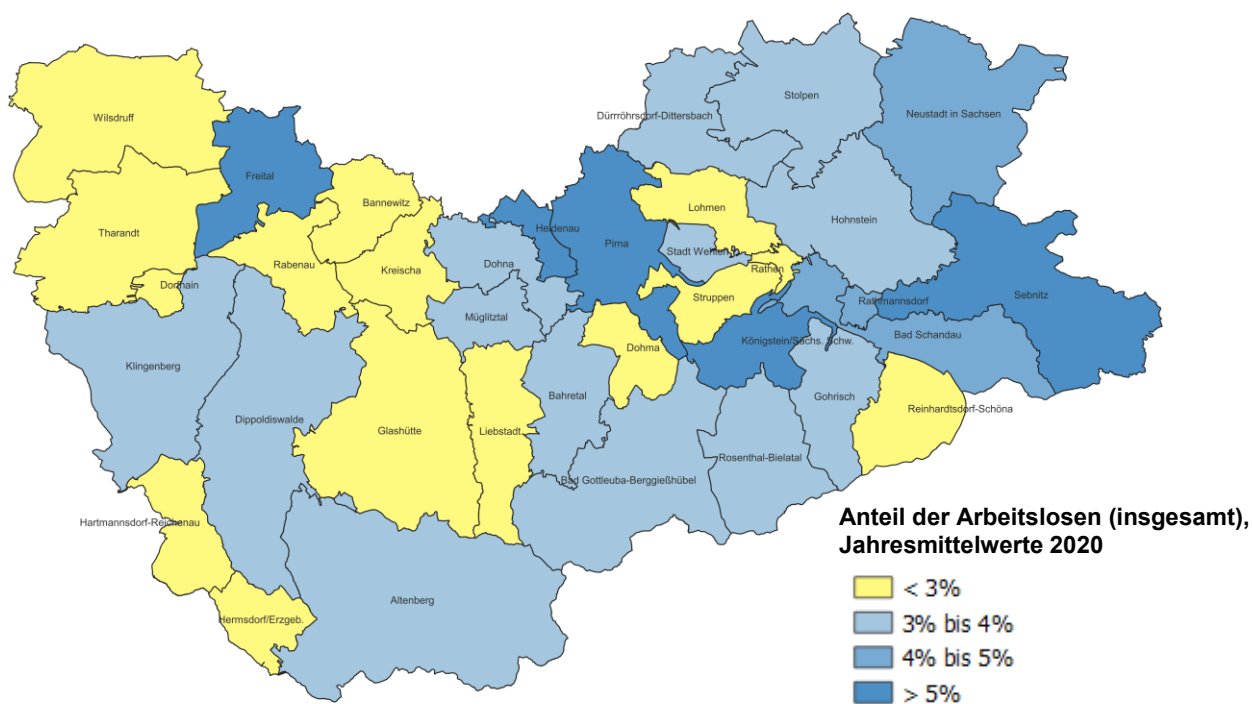 Stolpen
Dürrröhrsdorf-Dittersbach
Neustadt in Sachsen
Wilsdruff
Freital
Bannewitz
Lohmen
Hohnstein
Tharandt
Heidenau
Pirna
Stadt Wehlen
Dohna
Rabenau
Kreischa
Rathen
Dorfhain
Struppen
Rathmannsdorf
Sebnitz
Müglitztal
Bad Schandau
Königstein/Sächs. Schw.
Dohma
Klingenberg
Bahretal
Gohrisch
Reinhardtsdorf-Schöna
Dippoldiswalde
Glashütte
Liebstadt
Rosenthal-Bielatal
Bad Gottleuba-Berggießhübel
Hartmannsdorf-Reichenau
Altenberg
Hermsdorf/Erzgeb.
Anteil der Arbeitslosen (insgesamt),
Jahresmittelwerte 2020
< 3%
3% bis 4%
4% bis 5%
> 5%